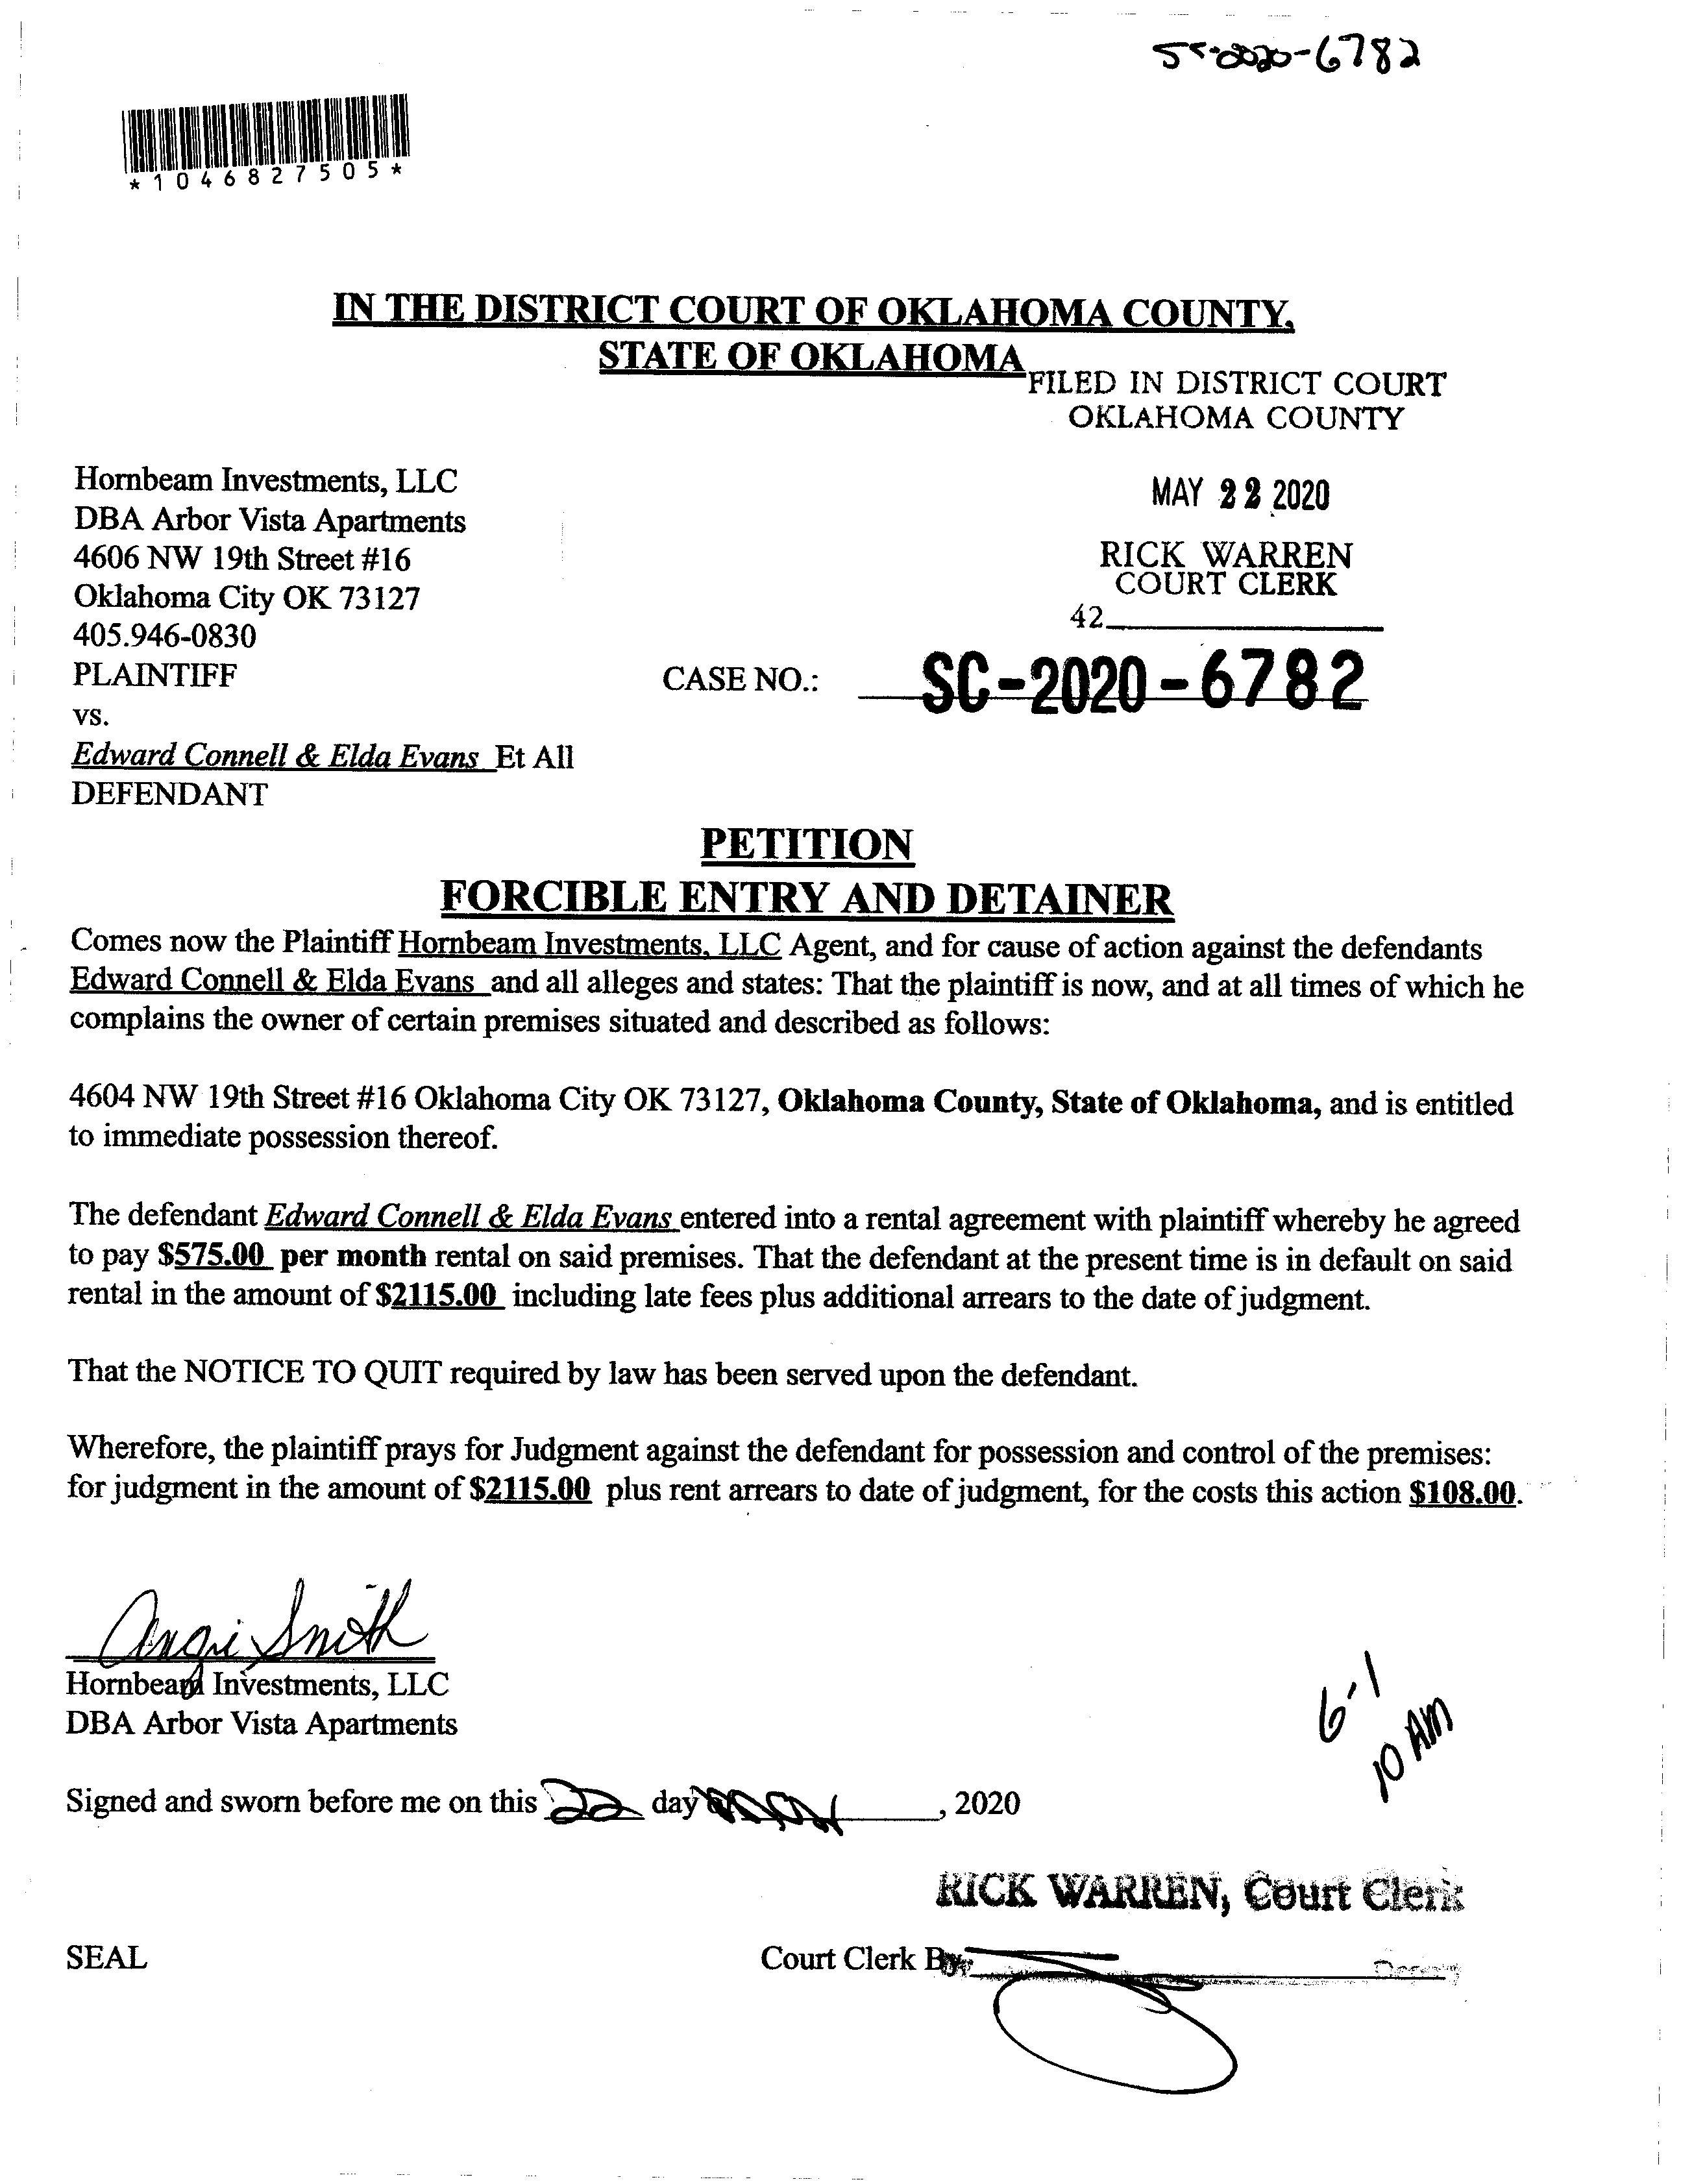 -2020-6782
*1046827505*
IN THE DISTRICT COURT OF OKLAHOMA COUNTY,
STATE OF OKLAHOMA
FILED IN DISTRICT COURT
OKLAHOMA COUNTY
Hornbeam Investments, LLC
DBA Arbor Vista Apartments
4606 NW 19th Street #16
Oklahoma City OK 73127
405.946-0830
PLAINTIFF
MAY 22 2020
RICK WARREN
COURT CLERK
42
CASE NO.: SC-2020-6782
vs.
Edward Connell & Elda Evans Et All
DEFENDANT
PETITION
FORCIBLE ENTRY AND DETAINER
Comes now the Plaintiff Hornbeam Investments, LLC Agent, and for cause of action against the defendants
Edward Connell & Elda Evans and all alleges and states: That the plaintiff is now, and at all times of which he
complains the owner of certain premises situated and described as follows:
4604 NW 19th Street #16 Oklahoma City OK 73127, Oklahoma County, State of Oklahoma, and is entitled
to immediate possession thereof.
The defendant Edward Connell & Elda Evans entered into a rental agreement with plaintiff whereby he agreed
to pay $575.00 per month rental on said premises. That the defendant at the present time is in default on said
rental in the amount of $2115.00 including late fees plus additional arrears to the date of judgment.
That the NOTICE TO QUIT required by law has been served upon the defendant.
Wherefore, the plaintiff prays for Judgment against the defendant for possession and control of the premises:
for judgment in the amount of $2115.00 plus rent arrears to date of judgment, for the costs this action $108.00.
Angie Smith
Hornbeam Investments, LLC
DBA Arbor Vista Apartments
6-1
10 AM
Signed and sworn before me on this 22 day of , 2020
RICK WARREN, Court Clerk
SEAL
Court Clerk By:
Deputy